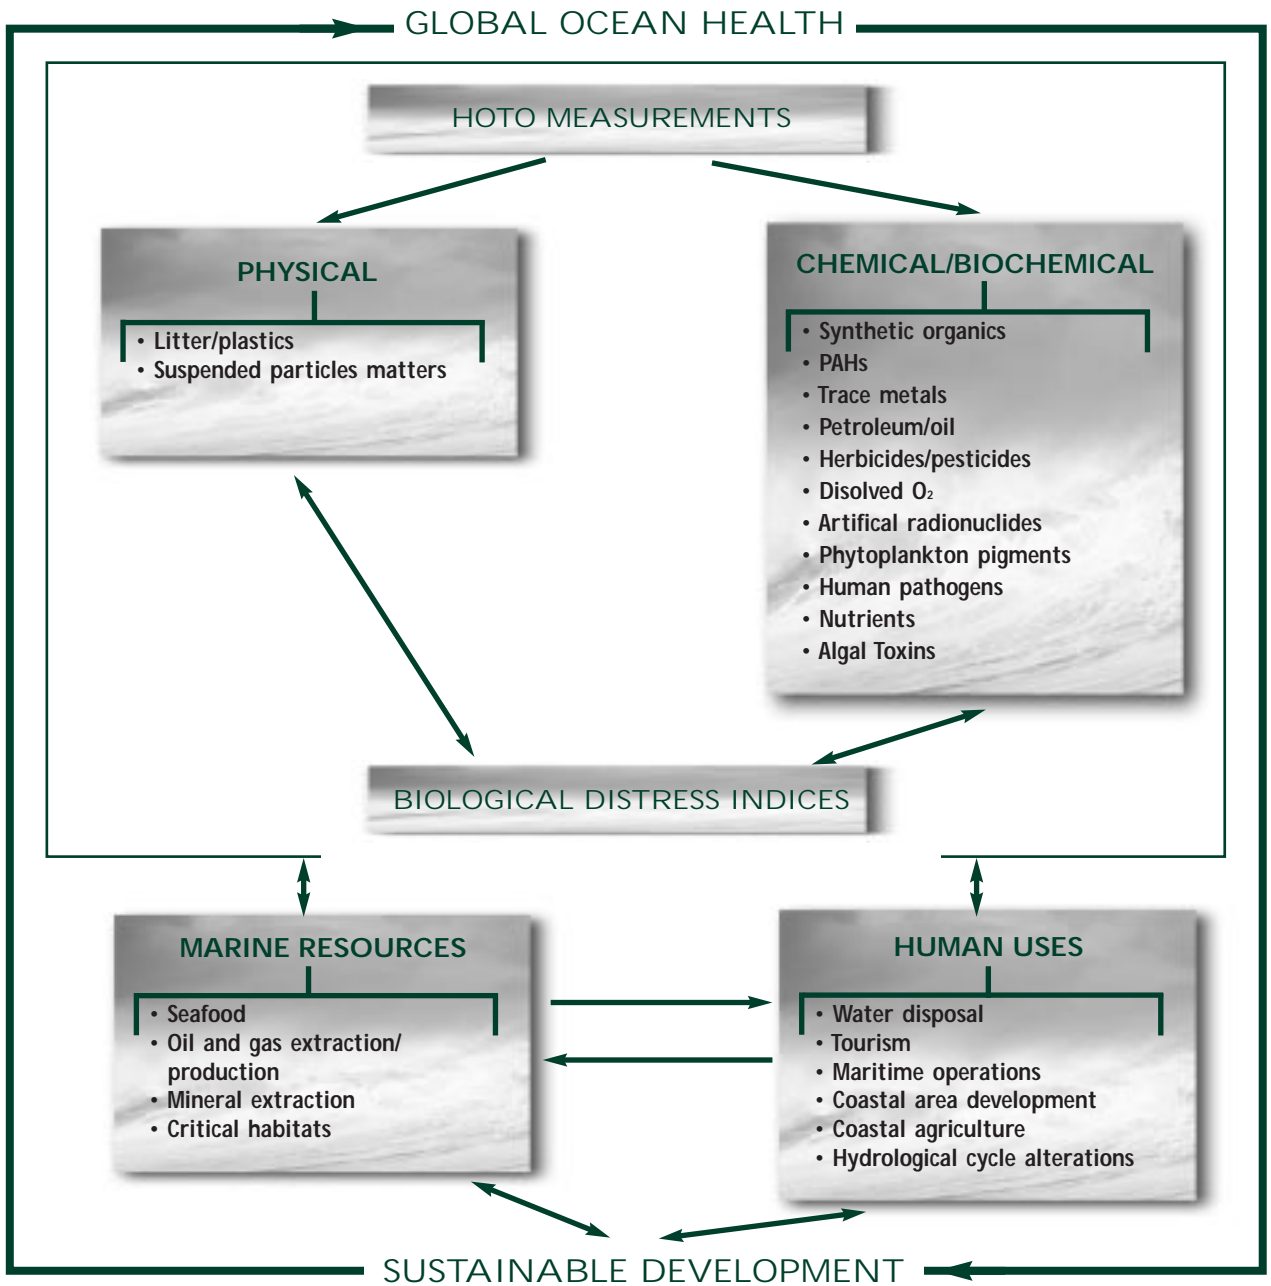 GLOBAL OCEAN HEALTH
HOTO MEASUREMENTS
PHYSICAL
• Litter/plastics
• Suspended particles matters
CHEMICAL/BIOCHEMICAL
• Synthetic organics
• PAHs
• Trace metals
• Petroleum/oil
• Herbicides/pesticides
• Disolved O₂
• Artifical radionuclides
• Phytoplankton pigments
• Human pathogens
• Nutrients
• Algal Toxins
BIOLOGICAL DISTRESS INDICES
MARINE RESOURCES
• Seafood
• Oil and gas extraction/
production
• Mineral extraction
• Critical habitats
HUMAN USES
• Water disposal
• Tourism
• Maritime operations
• Coastal area development
• Coastal agriculture
• Hydrological cycle alterations
SUSTAINABLE DEVELOPMENT